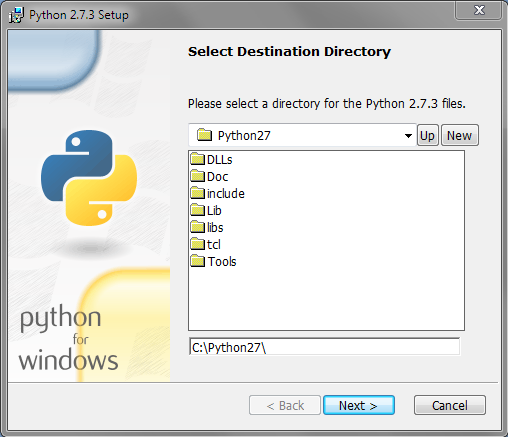 Python 2.7.3 Setup
Select Destination Directory
Please select a directory for the Python 2.7.3 files.
Python27
Up
New
DLLs
Doc
include
Lib
libs
tcl
Tools
C:\Python27\
python
for
windows
< Back
Next >
Cancel